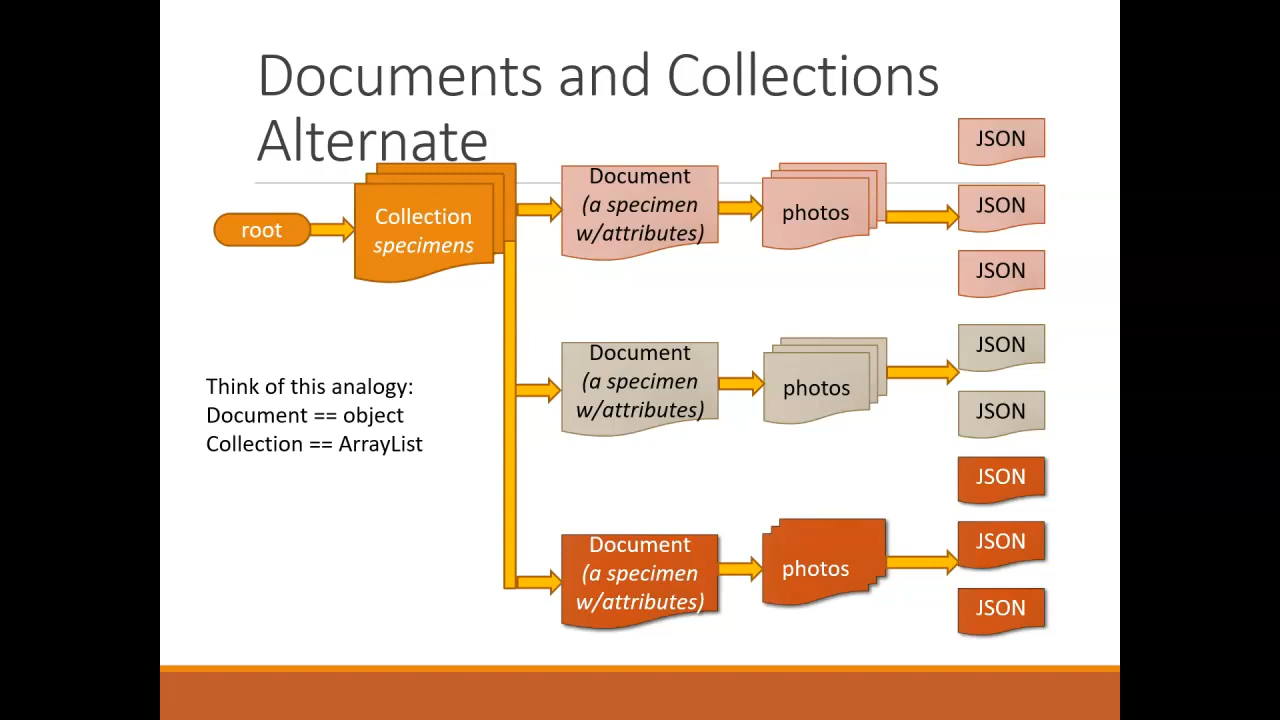 Documents and Collections
Alternate
root
Collection
specimens
Document
(a specimen
w/attributes)
photos
JSON
JSON
JSON
Document
(a specimen
w/attributes)
photos
JSON
JSON
Think of this analogy:
Document == object
Collection == ArrayList
Document
(a specimen
w/attributes)
photos
JSON
JSON
JSON